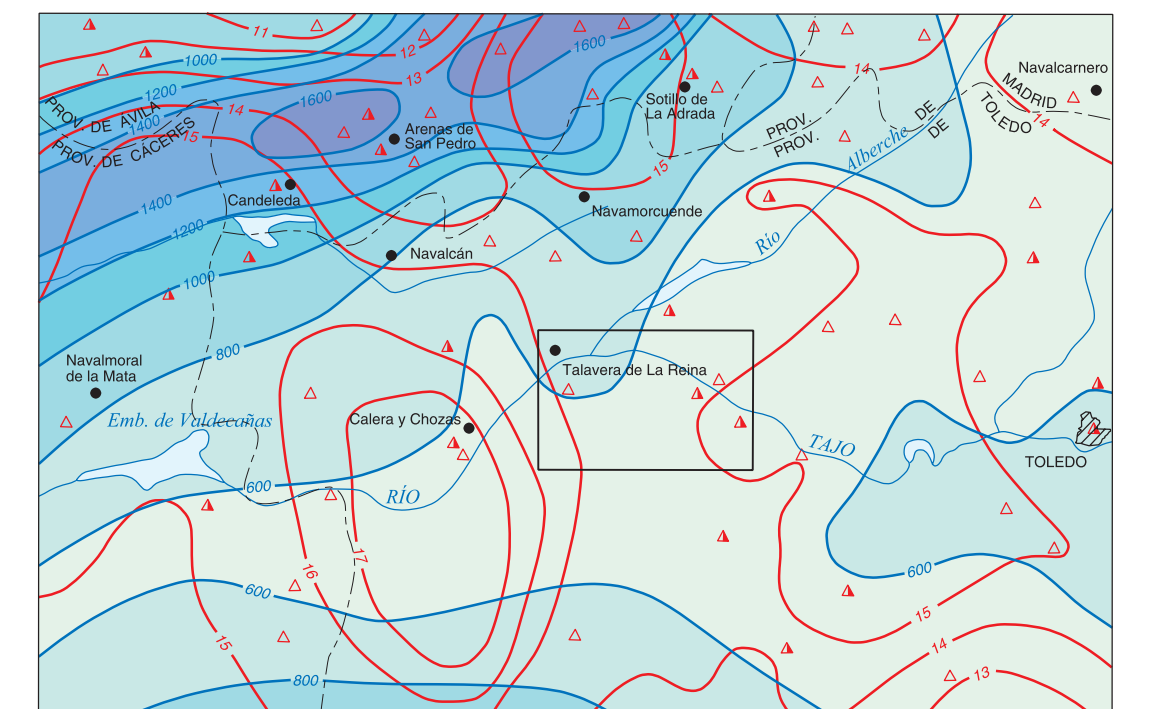 11
12
1000
1600
14
Navalcarnero
13
1200
1600
MADRID
PROV. DE AVILA
14
1400
Sotillo de
La Adrada
DE
TOLEDO
14
15
Arenas de
San Pedro
PROV.
PROV.
DE
PROV. DE CÁCERES
15
Alberche
Candeleda
1400
Navamorcuende
1200
Navalcán
Río
1000
800
Navalmoral
de la Mata
Talavera de La Reina
Emb. de Valdecañas
Calera y Chozas
TAJO
TOLEDO
600
RÍO
17
16
600
600
15
15
14
13
800